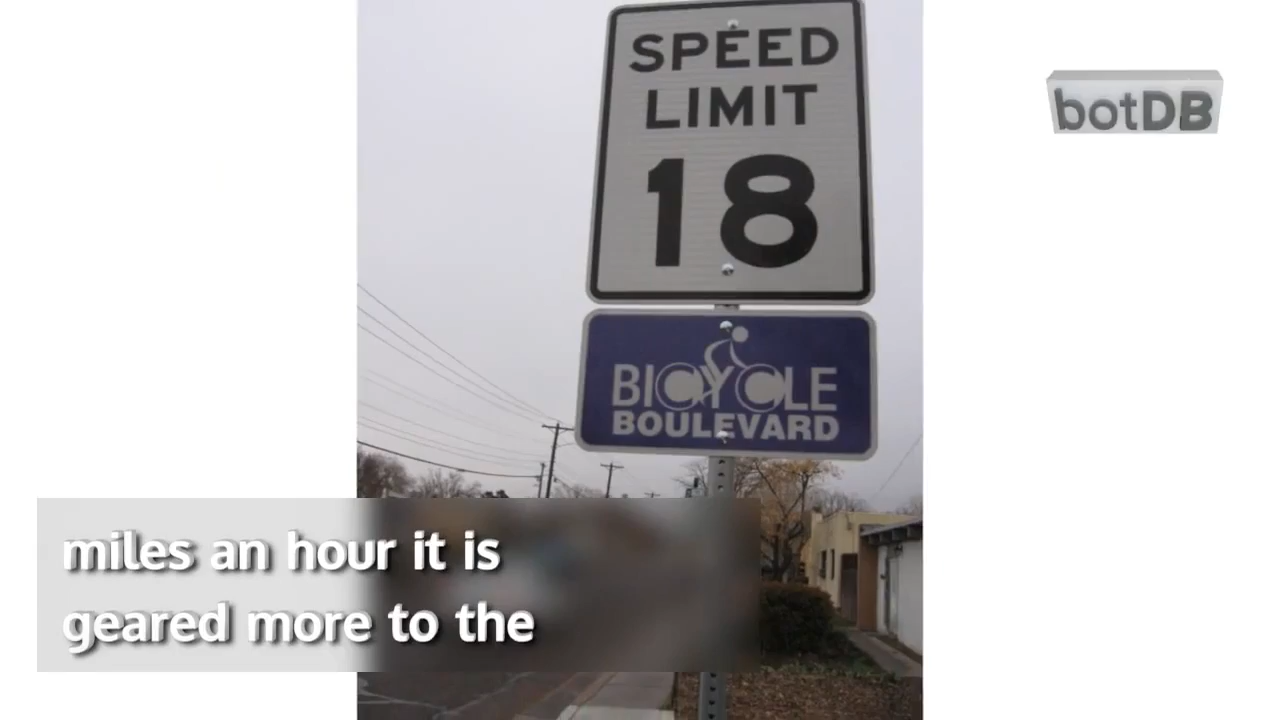 SPEED
LIMIT
18
botDB
BICYCLE
BOULEVARD
miles an hour it is
geared more to the